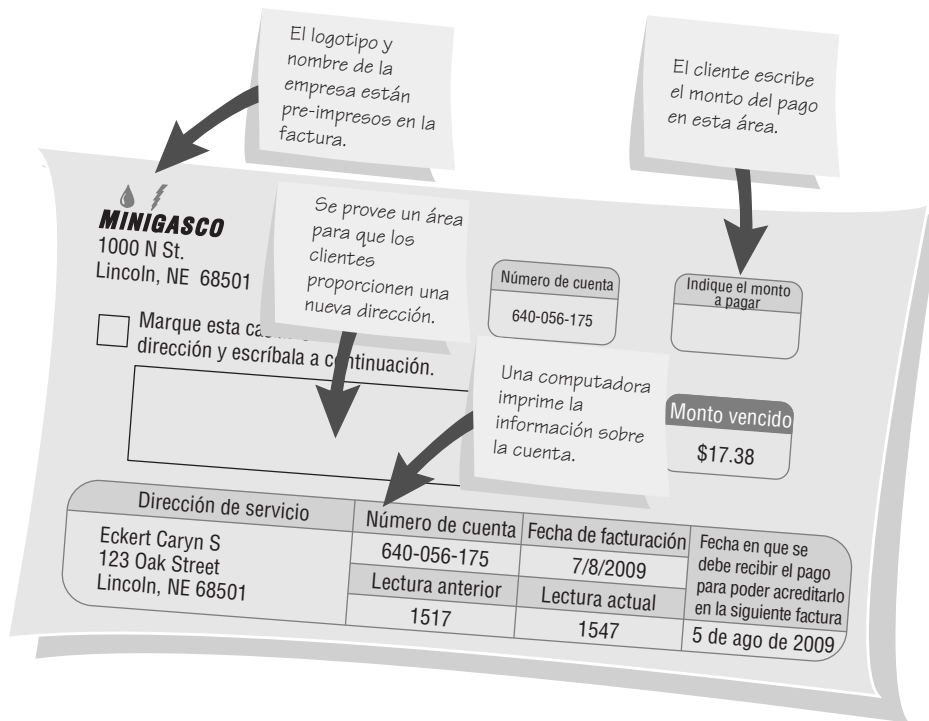 El logotipo y
nombre de la
empresa están
pre-impresos en la
factura.
El cliente escribe
el monto del pago
en esta área.
MINIGASCO
1000 N St.
Lincoln, NE 68501
Se provee un área
para que los
clientes
proporcionen una
nueva dirección.
Número de cuenta
640-056-175
Indique el monto
a pagar
Marque esta
dirección y escríbala a continuación.
Una computadora
imprime la
información sobre
la cuenta.
Monto vencido
$17.38
Dirección de servicio
Eckert Caryn S
123 Oak Street
Lincoln, NE 68501
Número de cuenta
640-056-175
Lectura anterior
1517
Fecha de facturación
7/8/2009
Lectura actual
1547
Fecha en que se
debe recibir el pago
para poder acreditarlo
en la siguiente factura
5 de ago de 2009